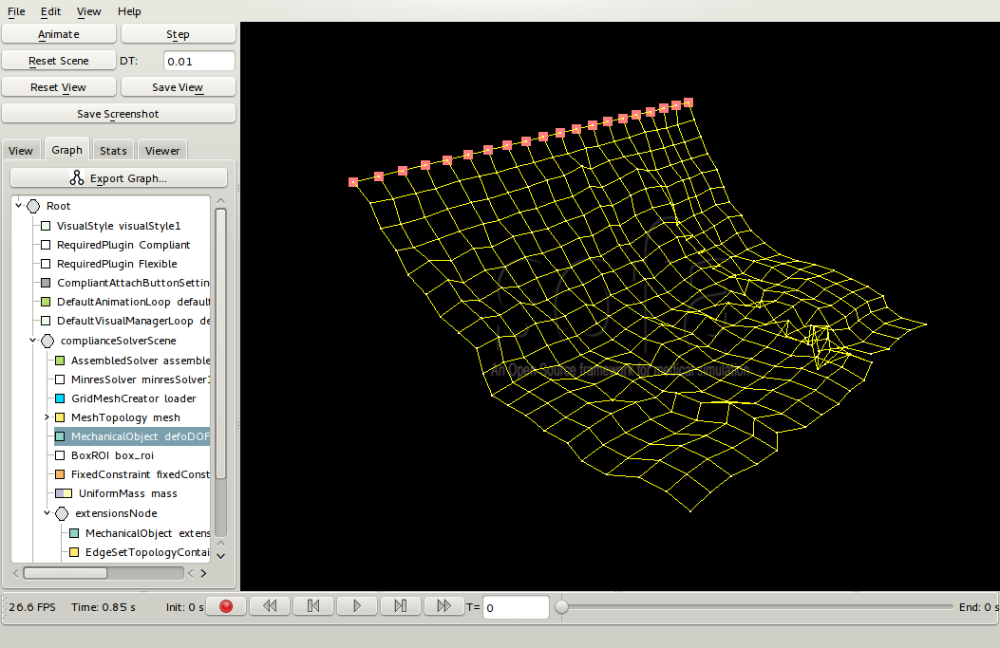 File Edit View Help
Animate Step
Reset Scene DT: 0.01
Reset View Save View
Save Screenshot
View Graph Stats Viewer
Export Graph...
Root
VisualStyle visualStyle1
RequiredPlugin Compliant
RequiredPlugin Flexible
CompliantAttachButtonSettin
DefaultAnimationLoop default
DefaultVisualManagerLoop de
complianceSolverScene
AssembledSolver assemble
MinresSolver minresSolver1
GridMeshCreator loader
MeshTopology mesh
MechanicalObject defoDOF
BoxROI box_roi
FixedConstraint fixedConst
UniformMass mass
extensionsNode
MechanicalObject extens
EdgeSetTopologyContai
SOFA
An Open Source framework for medical simulation
26.6 FPS Time: 0.85 s Init: 0 s T= 0 End: 0 s